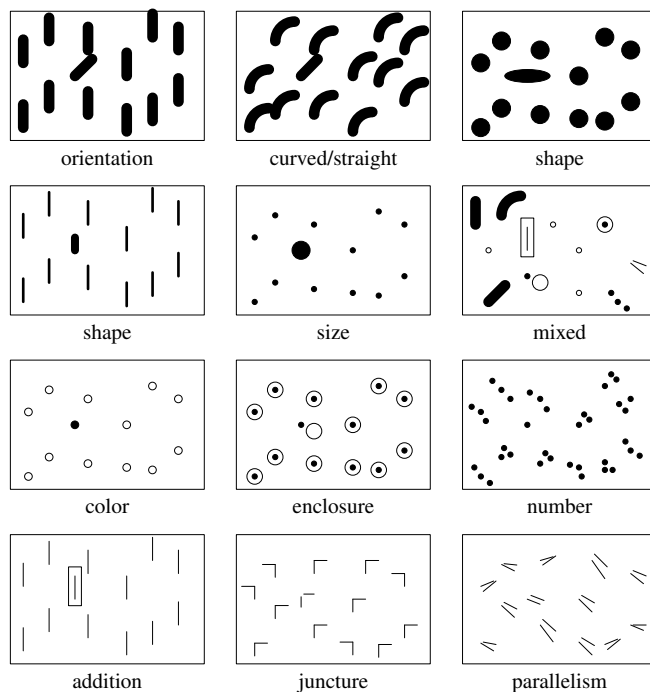 orientation
curved/straight
shape
shape
size
mixed
color
enclosure
number
addition
juncture
parallelism